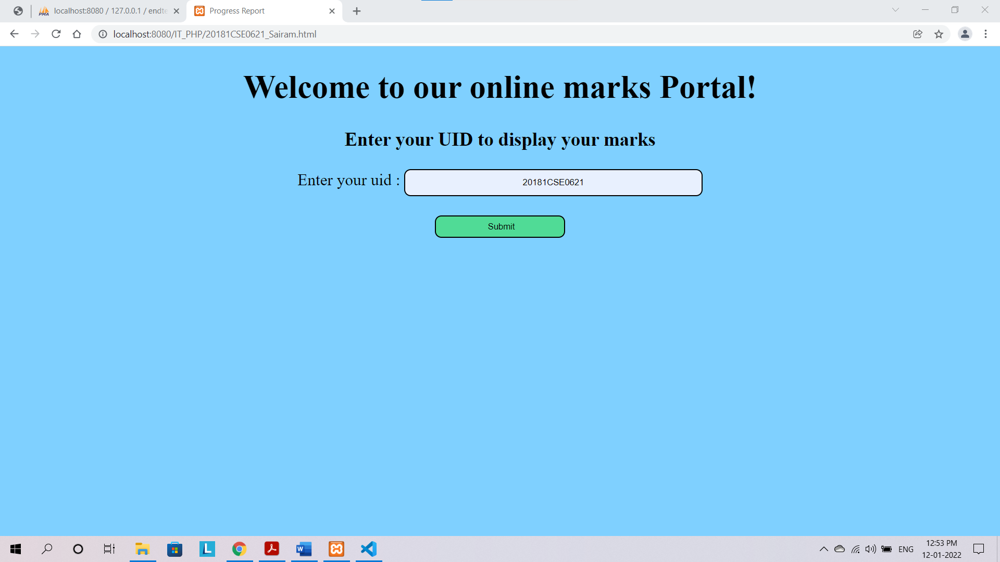 localhost:8080 / 127.0.0.1 / endte
Progress Report
localhost:8080/IT_PHP/20181CSE0621_Sairam.html
Welcome to our online marks Portal!
Enter your UID to display your marks
Enter your uid : 20181CSE0621
Submit
ENG
12:53 PM
12-01-2022